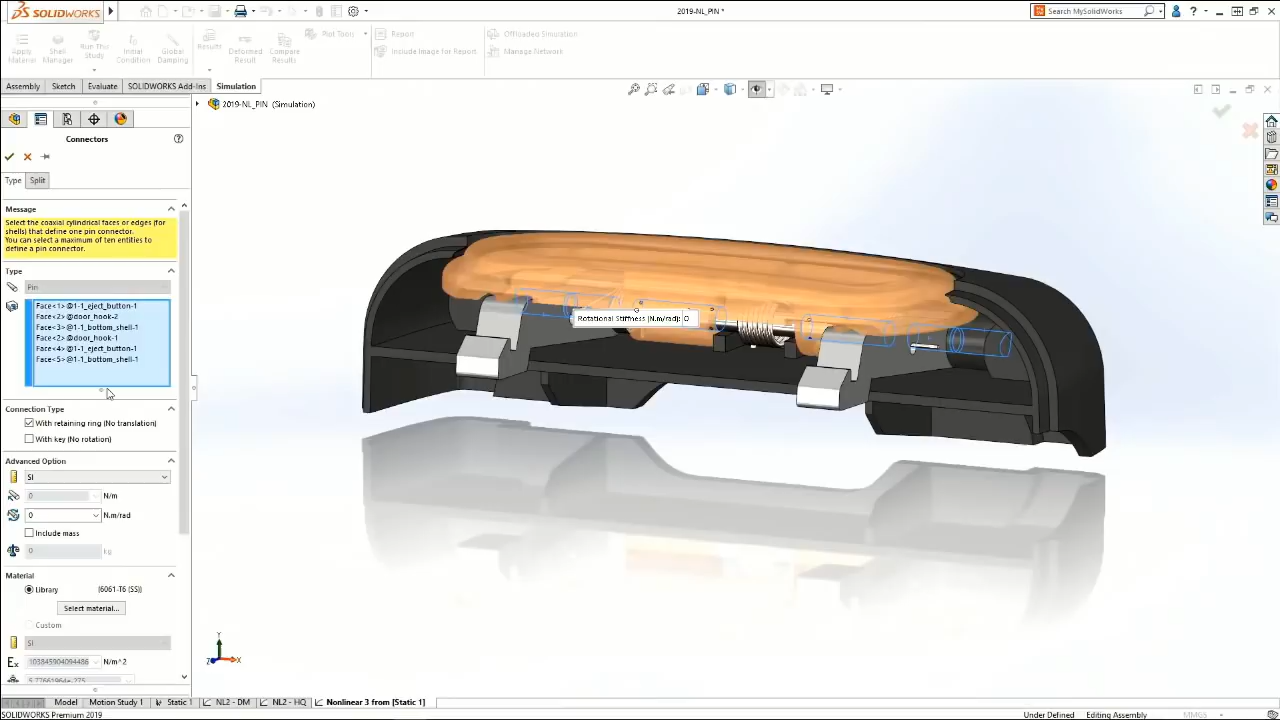 SOLIDWORKS
2019-NL_PIN *
Search MySolidWorks
Apply Material
Shell Manager
Run This Study
Initial Condition
Global Damping
Results
Deformed Result
Compare Results
Plot Tools
Report
Include Image for Report
Offloaded Simulation
Manage Network
Assembly
Sketch
Evaluate
SOLIDWORKS Add-Ins
Simulation
2019-NL_PIN (Simulation)
Connectors
Type
Split
Message
Select the coaxial cylindrical faces or edges (for
shells) that define one pin connector.
You can select a maximum of ten entities to
define a pin connector.
Type
Pin
Face<1>@1-1_eject_button-1
Face<2>@door_hook-2
Face<3>@1-1_bottom_shell-1
Face<2>@door_hook-1
Face<4>@1-1_eject_button-1
Face<5>@1-1_bottom_shell-1
Rotational Stiffness (N.m/rad): 0
Connection Type
With retaining ring (No translation)
With key (No rotation)
Advanced Option
SI
0 N/m
0 N.m/rad
Include mass
0 kg
Material
Library (6061-T6 (SS))
Select material...
Custom
SI
Ex 103845904094486 N/m^2
Z Y X
Model
Motion Study 1
Static 1
NL2 - DM
NL2 - HQ
Nonlinear 3 from [Static 1]
SOLIDWORKS Premium 2019
Under Defined
Editing Assembly
MMGS